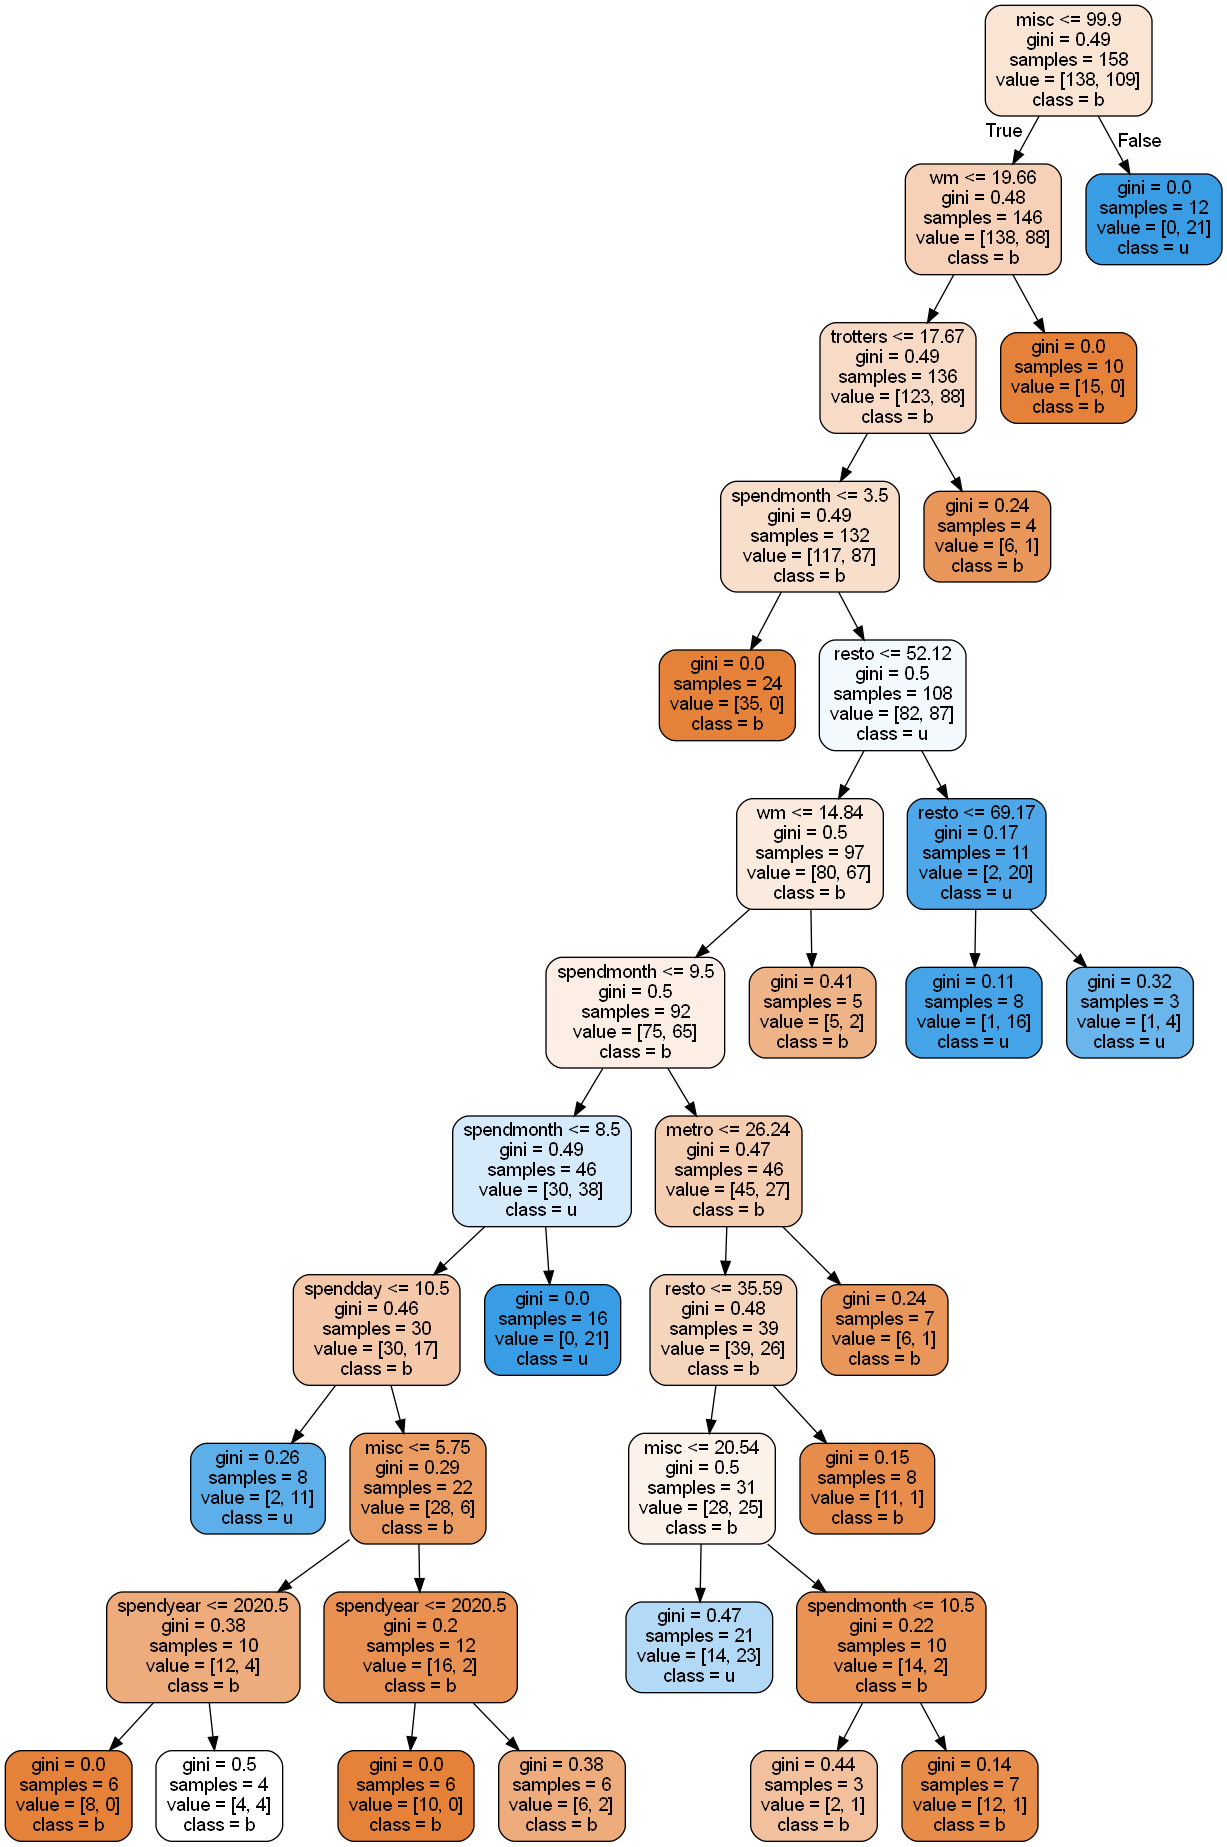 misc <= 99.9
gini = 0.49
samples = 158
value = [138, 109]
class = b
True
False
wm <= 19.66
gini = 0.48
samples = 146
value = [138, 88]
class = b
gini = 0.0
samples = 12
value = [0, 21]
class = u
trotters <= 17.67
gini = 0.49
samples = 136
value = [123, 88]
class = b
gini = 0.0
samples = 10
value = [15, 0]
class = b
spendmonth <= 3.5
gini = 0.49
samples = 132
value = [117, 87]
class = b
gini = 0.24
samples = 4
value = [6, 1]
class = b
gini = 0.0
samples = 24
value = [35, 0]
class = b
resto <= 52.12
gini = 0.5
samples = 108
value = [82, 87]
class = u
wm <= 14.84
gini = 0.5
samples = 97
value = [80, 67]
class = b
resto <= 69.17
gini = 0.17
samples = 11
value = [2, 20]
class = u
spendmonth <= 9.5
gini = 0.5
samples = 92
value = [75, 65]
class = b
gini = 0.41
samples = 5
value = [5, 2]
class = b
gini = 0.11
samples = 8
value = [1, 16]
class = u
gini = 0.32
samples = 3
value = [1, 4]
class = u
spendmonth <= 8.5
gini = 0.49
samples = 46
value = [30, 38]
class = u
metro <= 26.24
gini = 0.47
samples = 46
value = [45, 27]
class = b
spendday <= 10.5
gini = 0.46
samples = 30
value = [30, 17]
class = b
gini = 0.0
samples = 16
value = [0, 21]
class = u
resto <= 35.59
gini = 0.48
samples = 39
value = [39, 26]
class = b
gini = 0.24
samples = 7
value = [6, 1]
class = b
gini = 0.26
samples = 8
value = [2, 11]
class = u
misc <= 5.75
gini = 0.29
samples = 22
value = [28, 6]
class = b
misc <= 20.54
gini = 0.5
samples = 31
value = [28, 25]
class = b
gini = 0.15
samples = 8
value = [11, 1]
class = b
spendyear <= 2020.5
gini = 0.38
samples = 10
value = [12, 4]
class = b
spendyear <= 2020.5
gini = 0.2
samples = 12
value = [16, 2]
class = b
gini = 0.47
samples = 21
value = [14, 23]
class = u
spendmonth <= 10.5
gini = 0.22
samples = 10
value = [14, 2]
class = b
gini = 0.0
samples = 6
value = [8, 0]
class = b
gini = 0.5
samples = 4
value = [4, 4]
class = b
gini = 0.0
samples = 6
value = [10, 0]
class = b
gini = 0.38
samples = 6
value = [6, 2]
class = b
gini = 0.44
samples = 3
value = [2, 1]
class = b
gini = 0.14
samples = 7
value = [12, 1]
class = b